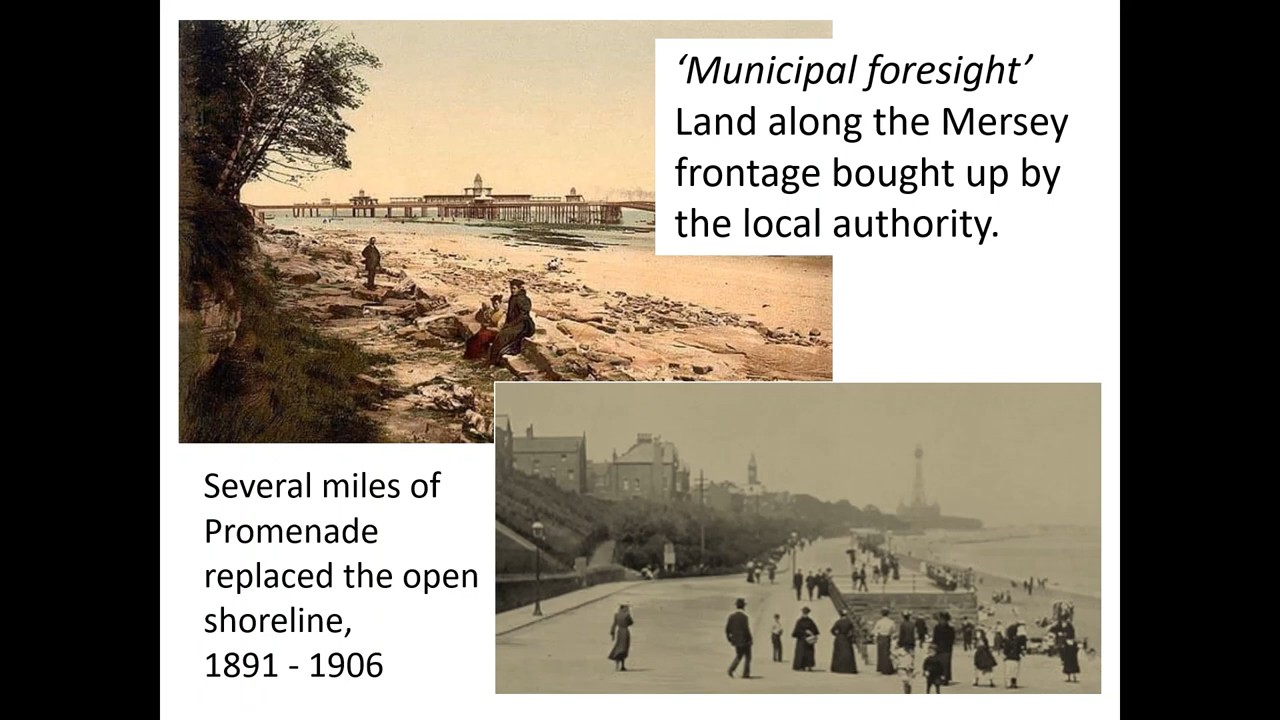 ‘Municipal foresight’
Land along the Mersey
frontage bought up by
the local authority.
Several miles of
Promenade
replaced the open
shoreline,
1891 - 1906